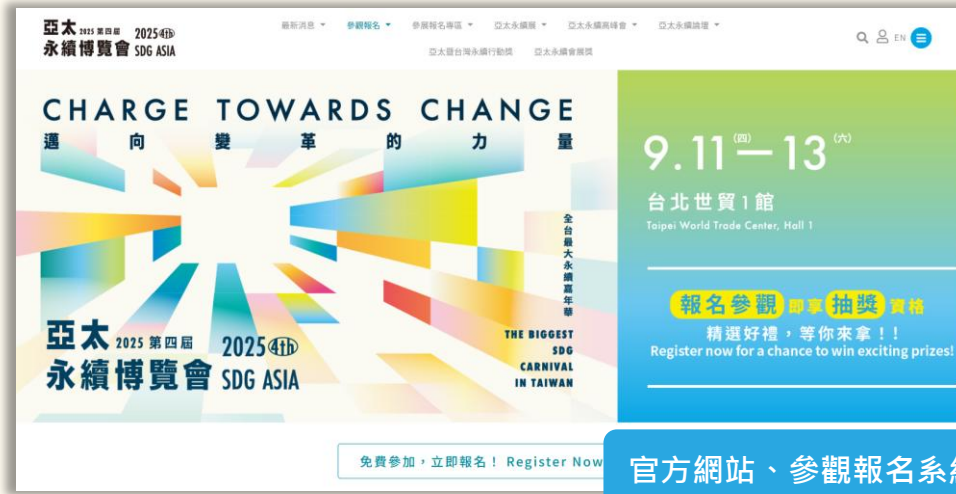 亞太 2025 第四屆 2025 4th
永續博覽會 SDG ASIA
最新消息 參觀報名 參展報名專區 亞太永續展 亞太永續高峰會 亞太永續論壇
亞太暨台灣永續行動獎 亞太永續會展獎
EN
CHARGE TOWARDS CHANGE
邁向變革的力量
全台最大永續嘉年華
THE BIGGEST
SDG
CARNIVAL
IN TAIWAN
亞太 2025 第四屆 2025 4th
永續博覽會 SDG ASIA
9.11(四)—13(六)
台北世貿1館
Taipei World Trade Center, Hall 1
報名參觀 即享 抽獎 資格
精選好禮,等你來拿!!
Register now for a chance to win exciting prizes!
免費參加,立即報名! Register Now
官方網站、參觀報名系